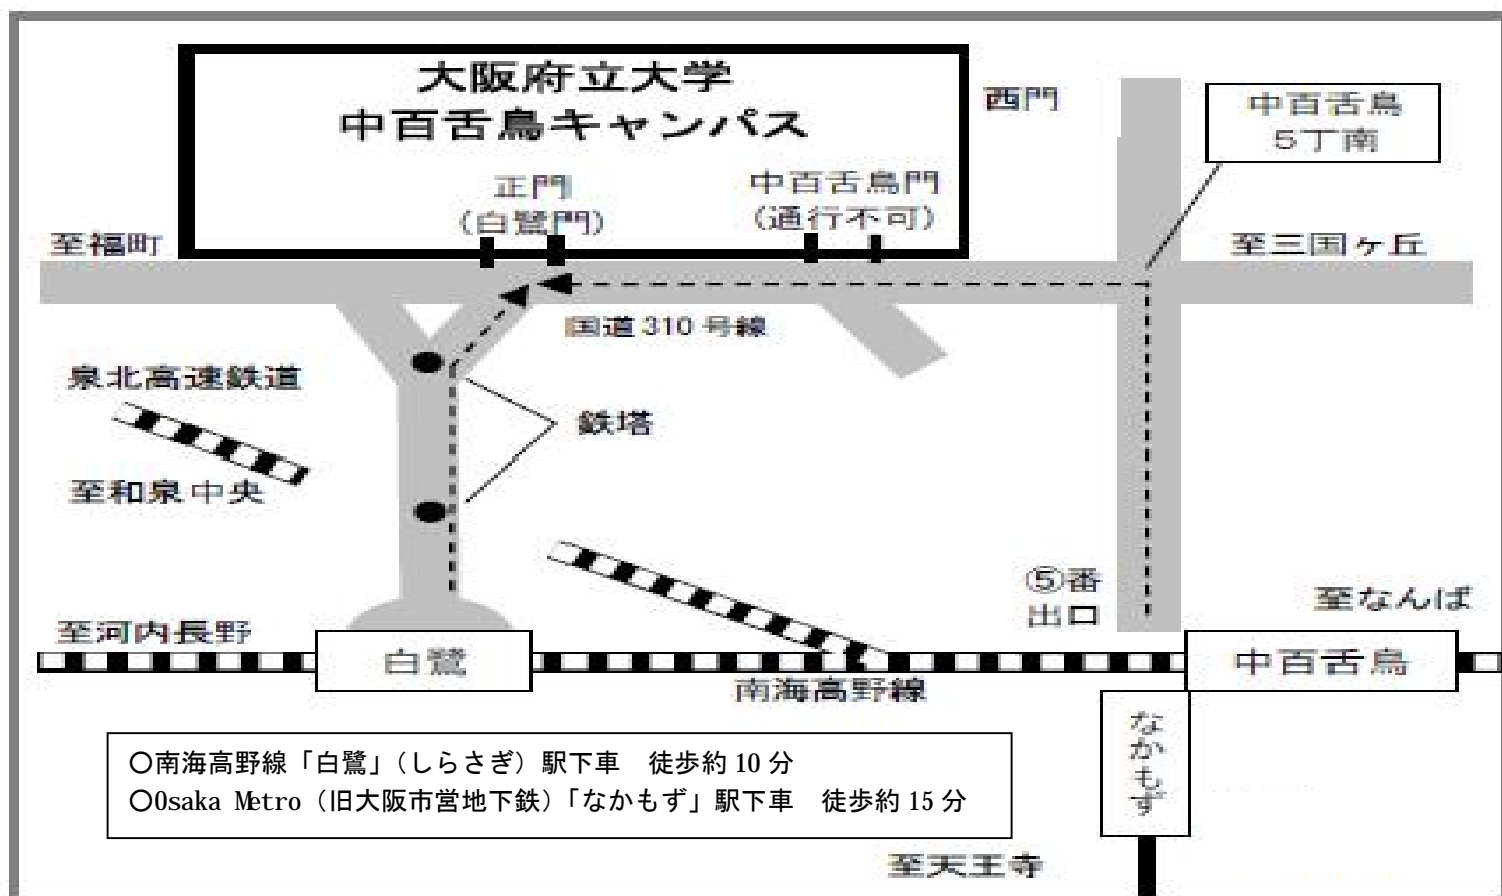 大阪府立大学
中百舌鳥キャンパス
西門
中百舌鳥
5丁南
正門
(白鷺門)
中百舌鳥門
(通行不可)
至福町
至三国ヶ丘
国道310号線
泉北高速鉄道
鉄塔
至和泉中央
⑤番
出口
至なんば
至河内長野
白鷺
中百舌鳥
南海高野線
なかもず
○南海高野線「白鷺」(しらさぎ)駅下車 徒歩約10分
○Osaka Metro(旧大阪市営地下鉄)「なかもず」駅下車 徒歩約15分
至天王寺